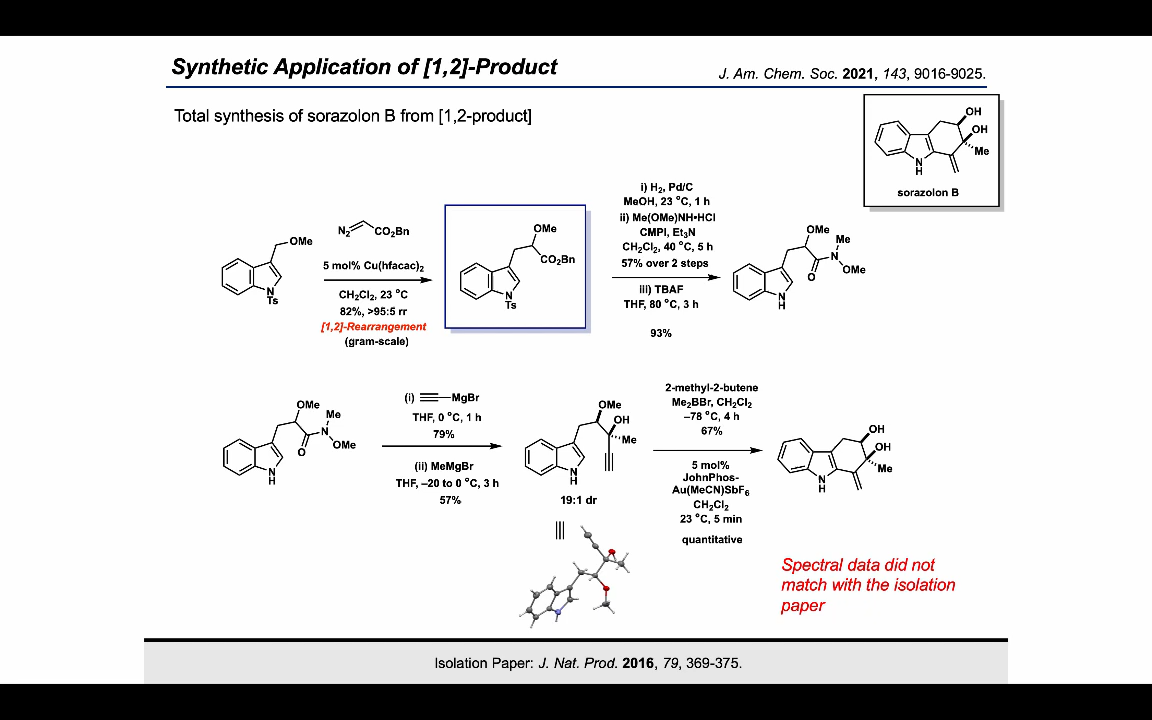 Synthetic Application of [1,2]-Product
J. Am. Chem. Soc. 2021, 143, 9016-9025.
Total synthesis of sorazolon B from [1,2-product]
OH
OH
Me
N
H
sorazolon B
OMe
N
Ts
N2
CO2Bn
5 mol% Cu(hfacac)2
CH2Cl2, 23 °C
82%, >95:5 rr
[1,2]-Rearrangement
(gram-scale)
OMe
CO2Bn
N
Ts
i) H2, Pd/C
MeOH, 23 °C, 1 h
ii) Me(OMe)NH•HCl
CMPI, Et3N
CH2Cl2, 40 °C, 5 h
57% over 2 steps
iii) TBAF
THF, 80 °C, 3 h
93%
OMe
Me
N
OMe
O
N
H
OMe
Me
N
OMe
O
N
H
(i) MgBr
THF, 0 °C, 1 h
79%
(ii) MeMgBr
THF, –20 to 0 °C, 3 h
57%
OMe
OH
Me
N
H
19:1 dr
2-methyl-2-butene
Me2BBr, CH2Cl2
–78 °C, 4 h
67%
5 mol%
JohnPhos-
Au(MeCN)SbF6
CH2Cl2
23 °C, 5 min
quantitative
OH
OH
Me
N
H
Spectral data did not
match with the isolation
paper
Isolation Paper: J. Nat. Prod. 2016, 79, 369-375.